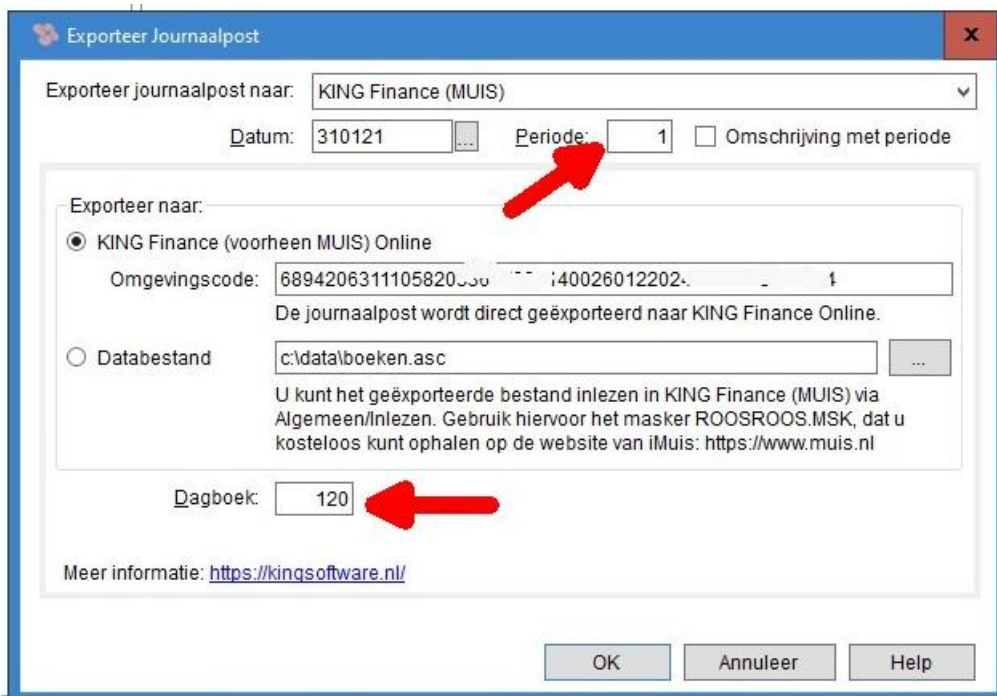 Exporteer Journaalpost
x
Exporteer journaalpost naar: KING Finance (MUIS)
Datum: 310121 ... Periode: 1 Omschrijving met periode
Exporteer naar:
KING Finance (voorheen MUIS) Online
Omgevingscode:
De journaalpost wordt direct geëxporteerd naar KING Finance Online.
Databestand c:\data\boeken.asc ...
U kunt het geëxporteerde bestand inlezen in KING Finance (MUIS) via
Algemeen/Inlezen. Gebruik hiervoor het masker ROOSROOS.MSK, dat u
kosteloos kunt ophalen op de website van iMuis: https://www.muis.nl
Dagboek: 120
Meer informatie: https://kingsoftware.nl/
OK Annuleer Help